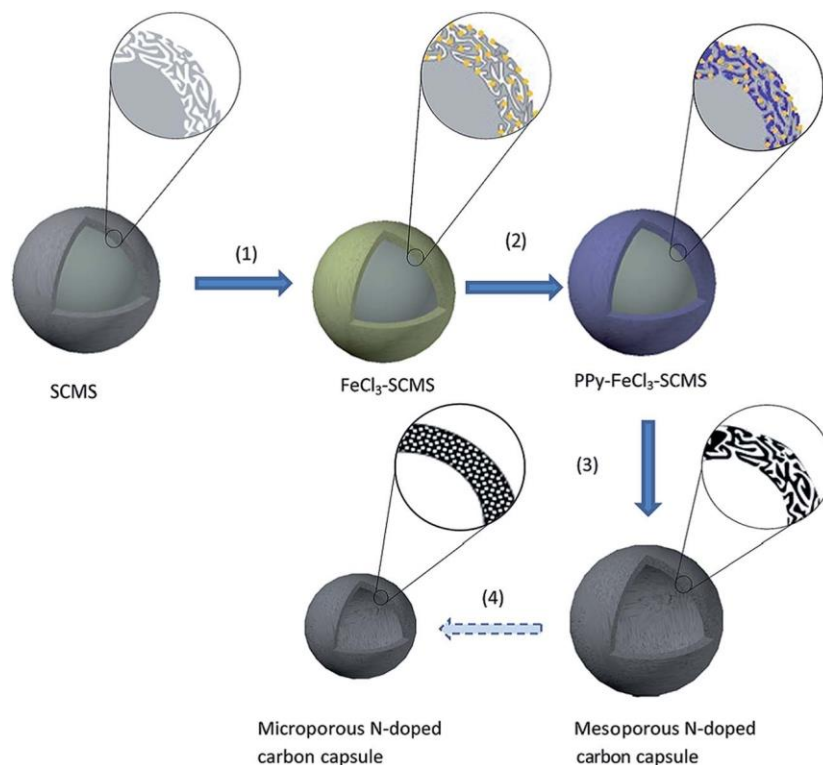 (1)
(2)
SCMS
FeCl₃-SCMS
PPy-FeCl₃-SCMS
(3)
(4)
Microporous N-doped
carbon capsule
Mesoporous N-doped
carbon capsule